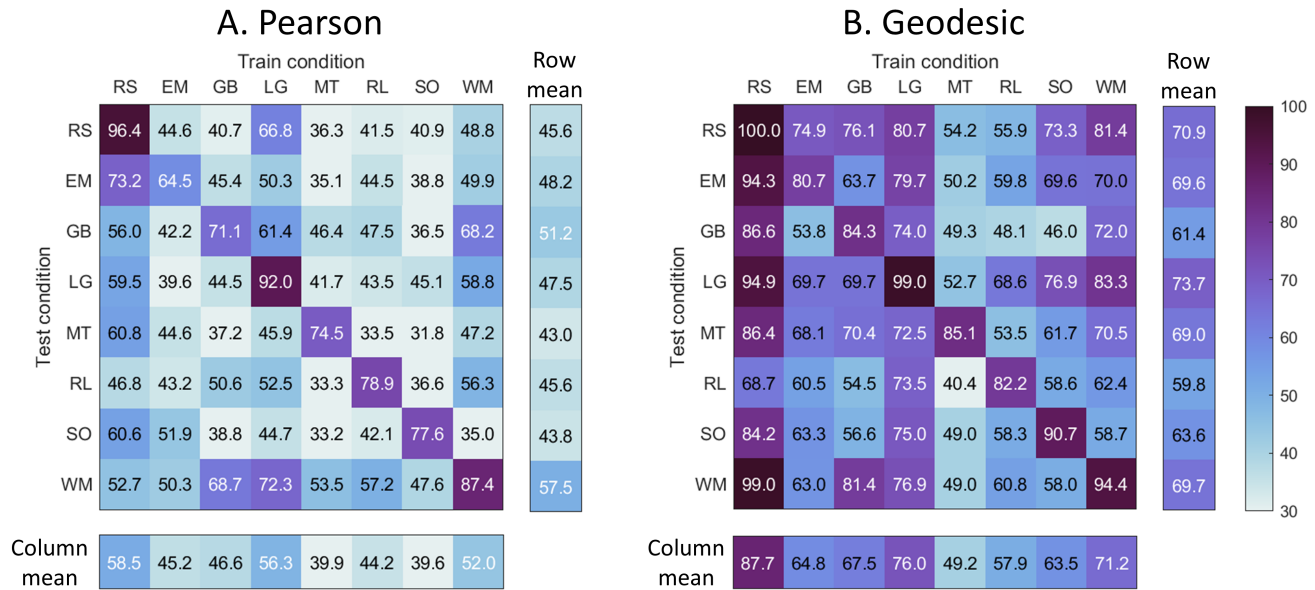 A. Pearson
Train condition
Row
mean
RS EM GB LG MT RL SO WM
Test condition
RS 96.4 44.6 40.7 66.8 36.3 41.5 40.9 48.8 45.6
EM 73.2 64.5 45.4 50.3 35.1 44.5 38.8 49.9 48.2
GB 56.0 42.2 71.1 61.4 46.4 47.5 36.5 68.2 51.2
LG 59.5 39.6 44.5 92.0 41.7 43.5 45.1 58.8 47.5
MT 60.8 44.6 37.2 45.9 74.5 33.5 31.8 47.2 43.0
RL 46.8 43.2 50.6 52.5 33.3 78.9 36.6 56.3 45.6
SO 60.6 51.9 38.8 44.7 33.2 42.1 77.6 35.0 43.8
WM 52.7 50.3 68.7 72.3 53.5 57.2 47.6 87.4 57.5
Column
mean
58.5 45.2 46.6 56.3 39.9 44.2 39.6 52.0
B. Geodesic
Train condition
Row
mean
RS EM GB LG MT RL SO WM
Test condition
RS 100.0 74.9 76.1 80.7 54.2 55.9 73.3 81.4 70.9
EM 94.3 80.7 63.7 79.7 50.2 59.8 69.6 70.0 69.6
GB 86.6 53.8 84.3 74.0 49.3 48.1 46.0 72.0 61.4
LG 94.9 69.7 69.7 99.0 52.7 68.6 76.9 83.3 73.7
MT 86.4 68.1 70.4 72.5 85.1 53.5 61.7 70.5 69.0
RL 68.7 60.5 54.5 73.5 40.4 82.2 58.6 62.4 59.8
SO 84.2 63.3 56.6 75.0 49.0 58.3 90.7 58.7 63.6
WM 99.0 63.0 81.4 76.9 49.0 60.8 58.0 94.4 69.7
Column
mean
87.7 64.8 67.5 76.0 49.2 57.9 63.5 71.2
100
90
80
70
60
50
40
30